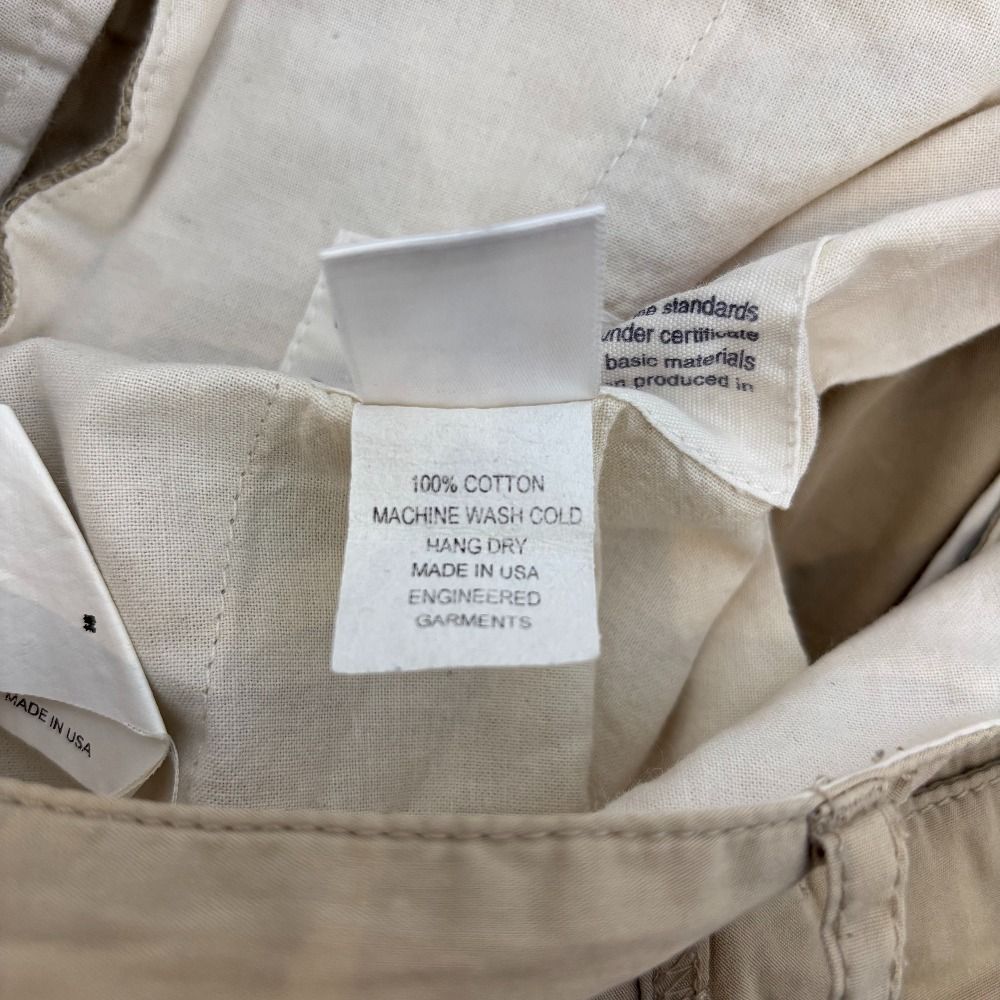 standards
under certificate
basic materials
produced in
100% COTTON
MACHINE WASH COLD
HANG DRY
MADE IN USA
ENGINEERED
GARMENTS
MADE IN USA